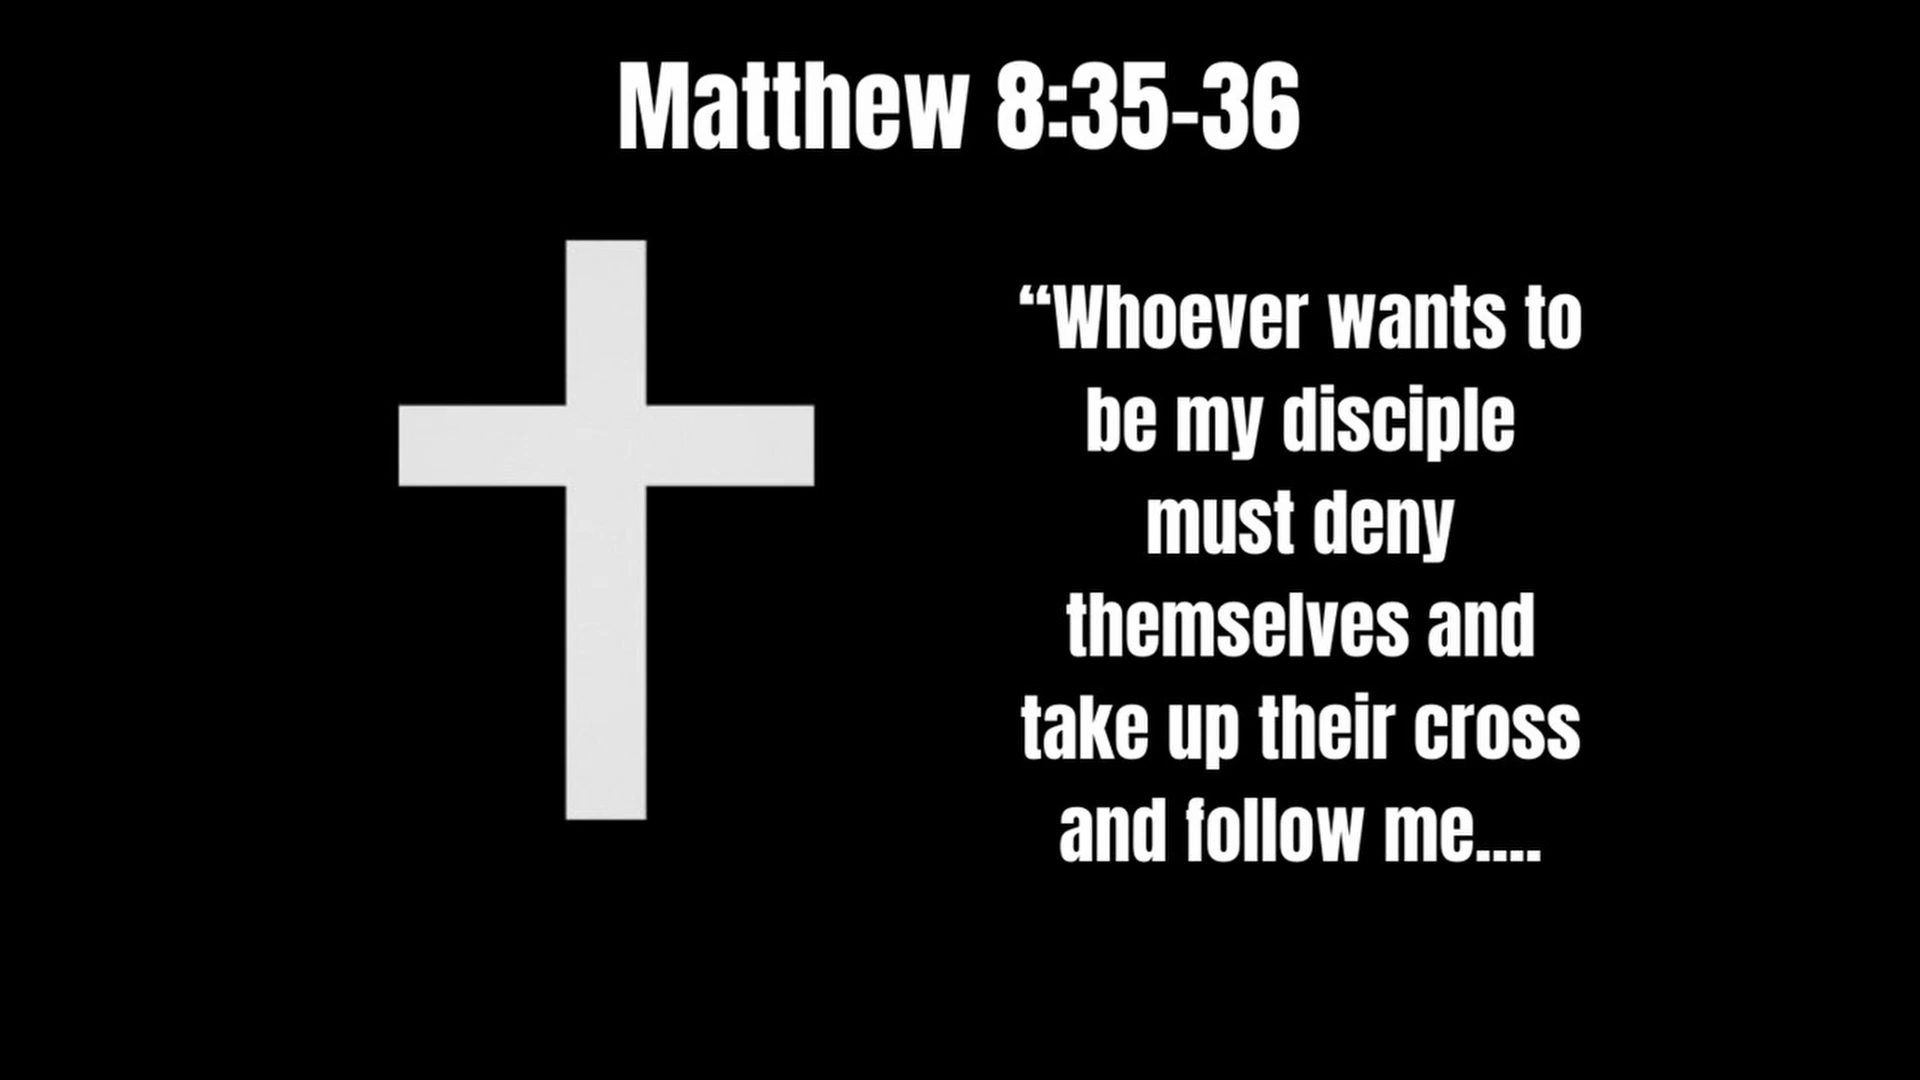 Matthew 8:35-36
“Whoever wants to
be my disciple
must deny
themselves and
take up their cross
and follow me....